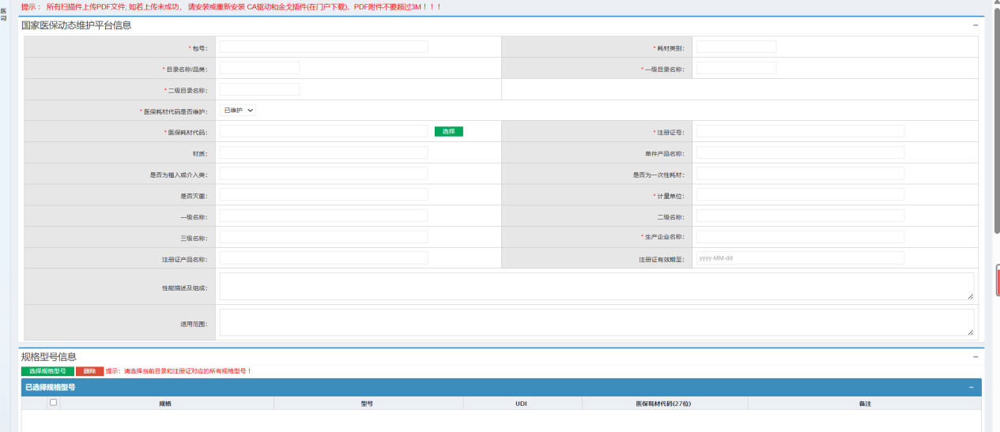 医
司
提示： 所有扫描件上传PDF文件; 如若上传未成功， 请安装或重新安装 CA驱动和金戈插件(在门户下载)，PDF附件不要超过3M！！！
国家医保动态维护平台信息
* 包号：
* 耗材类别：
* 目录名称/品类：
* 一级目录名称：
* 二级目录名称：
* 医保耗材代码是否维护： 已维护
* 医保耗材代码： 选择
* 注册证号：
材质：
单件产品名称：
是否为植入或介入类：
是否为一次性耗材：
是否灭菌：
* 计量单位：
一级名称：
二级名称：
三级名称：
* 生产企业名称：
注册证产品名称：
注册证有效期至： yyyy-MM-dd
性能描述及组成：
适用范围：
规格型号信息
选择规格型号 删除 提示：请选择当前目录和注册证对应的所有规格型号！
已选择规格型号
规格 型号 UDI 医保耗材代码(27位) 备注